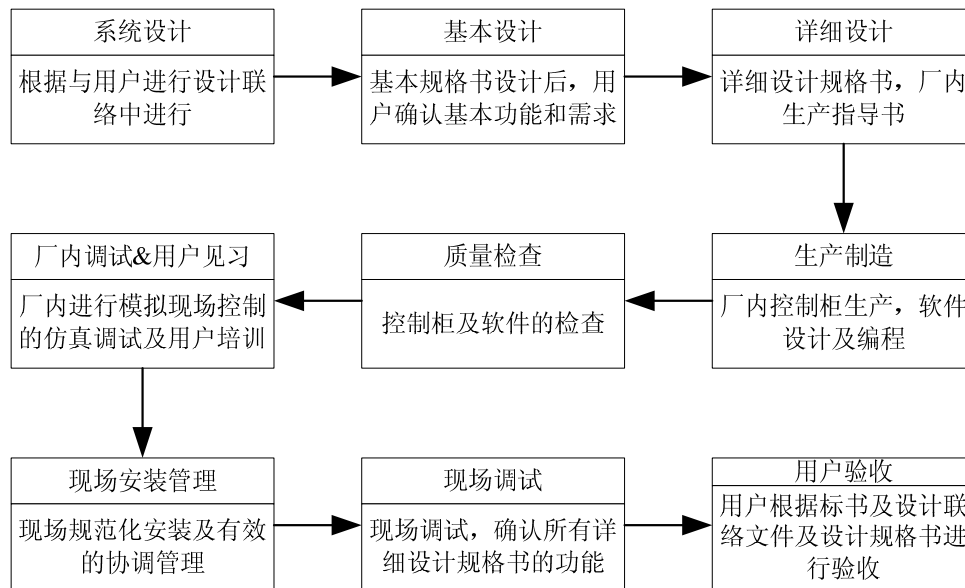 系统设计
根据与用户进行设计联
络中进行
基本设计
基本规格书设计后，用
户确认基本功能和需求
详细设计
详细设计规格书，厂内
生产指导书
厂内调试&用户见习
厂内进行模拟现场控制
的仿真调试及用户培训
质量检查
控制柜及软件的检查
生产制造
厂内控制柜生产，软件
设计及编程
现场安装管理
现场规范化安装及有效
的协调管理
现场调试
现场调试，确认所有详
细设计规格书的功能
用户验收
用户根据标书及设计联
络文件及设计规格书进
行验收